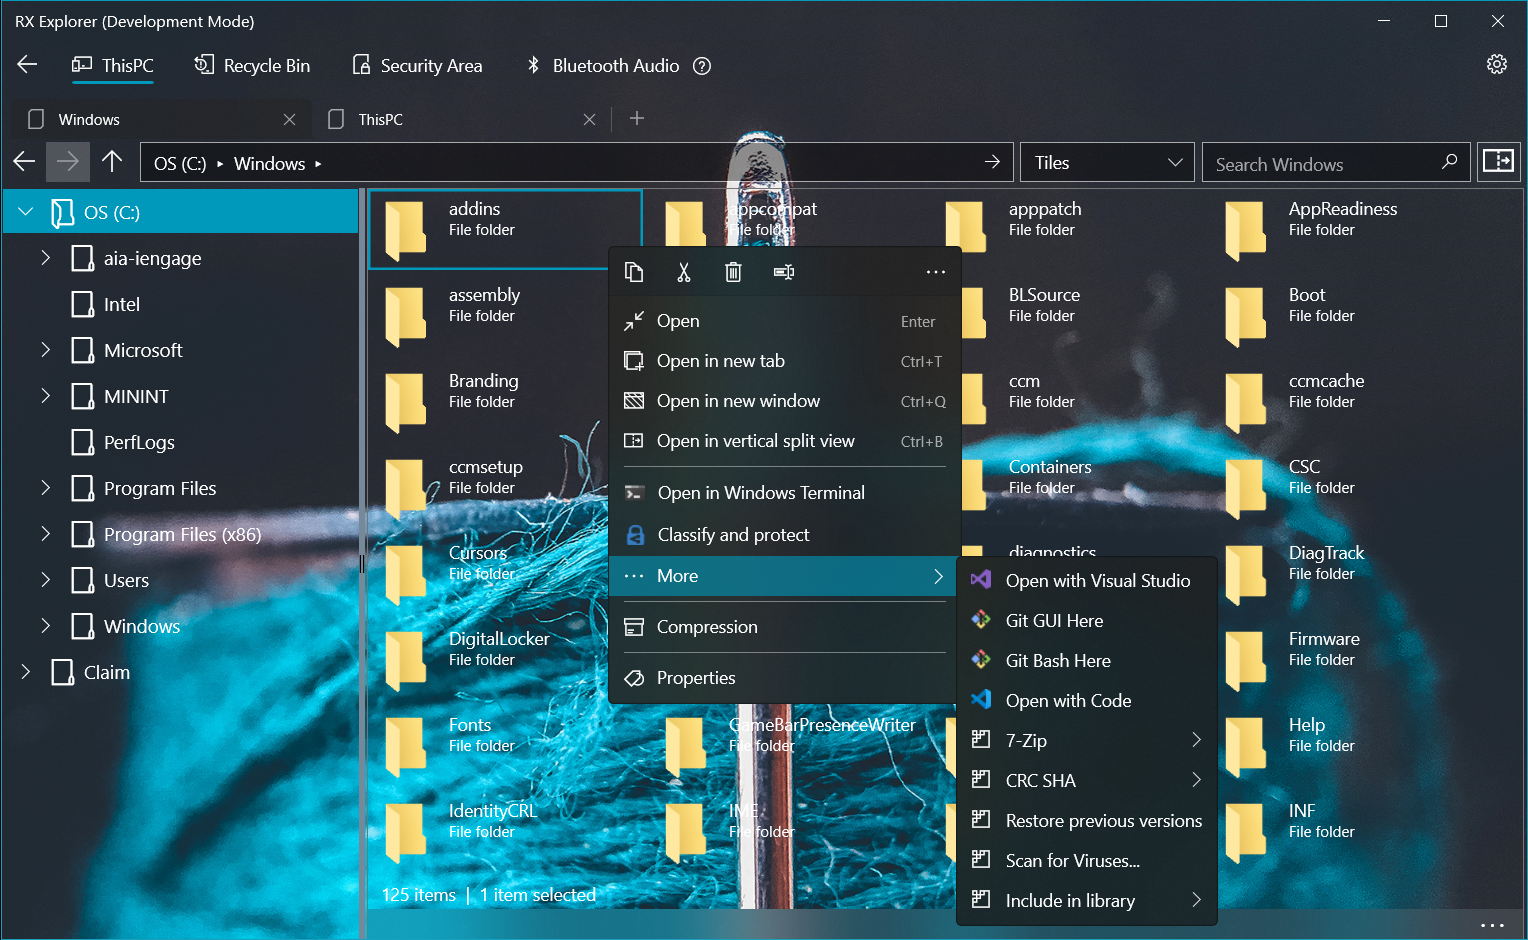 RX Explorer (Development Mode)
ThisPC
Recycle Bin
Security Area
Bluetooth Audio
Windows
ThisPC
OS (C:)
Windows
Tiles
Search Windows
OS (C:)
aia-iengage
Intel
Microsoft
MININT
PerfLogs
Program Files
Program Files (x86)
Users
Windows
Claim
addins
File folder
appcompat
File folder
apppatch
File folder
AppReadiness
File folder
assembly
File folder
BLSource
File folder
Boot
File folder
Branding
File folder
ccm
File folder
ccmcache
File folder
ccmsetup
File folder
Containers
File folder
CSC
File folder
Cursors
File folder
diagnostics
DiagTrack
File folder
DigitalLocker
File folder
Firmware
File folder
Fonts
File folder
GameBarPresenceWriter
File folder
Help
File folder
IdentityCRL
File folder
IME
File folder
INF
File folder
Open Enter
Open in new tab Ctrl+T
Open in new window Ctrl+Q
Open in vertical split view Ctrl+B
Open in Windows Terminal
Classify and protect
More
Compression
Properties
Open with Visual Studio
Git GUI Here
Git Bash Here
Open with Code
7-Zip
CRC SHA
Restore previous versions
Scan for Viruses...
Include in library
125 items | 1 item selected